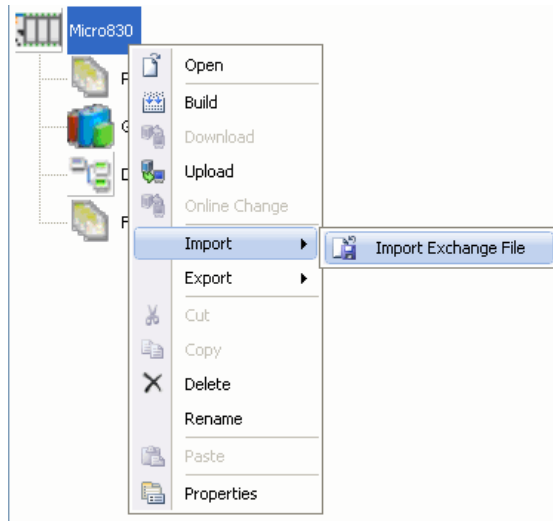 Micro830
Open
Build
Download
Upload
Online Change
Import
Import Exchange File
Export
Cut
Copy
Delete
Rename
Paste
Properties